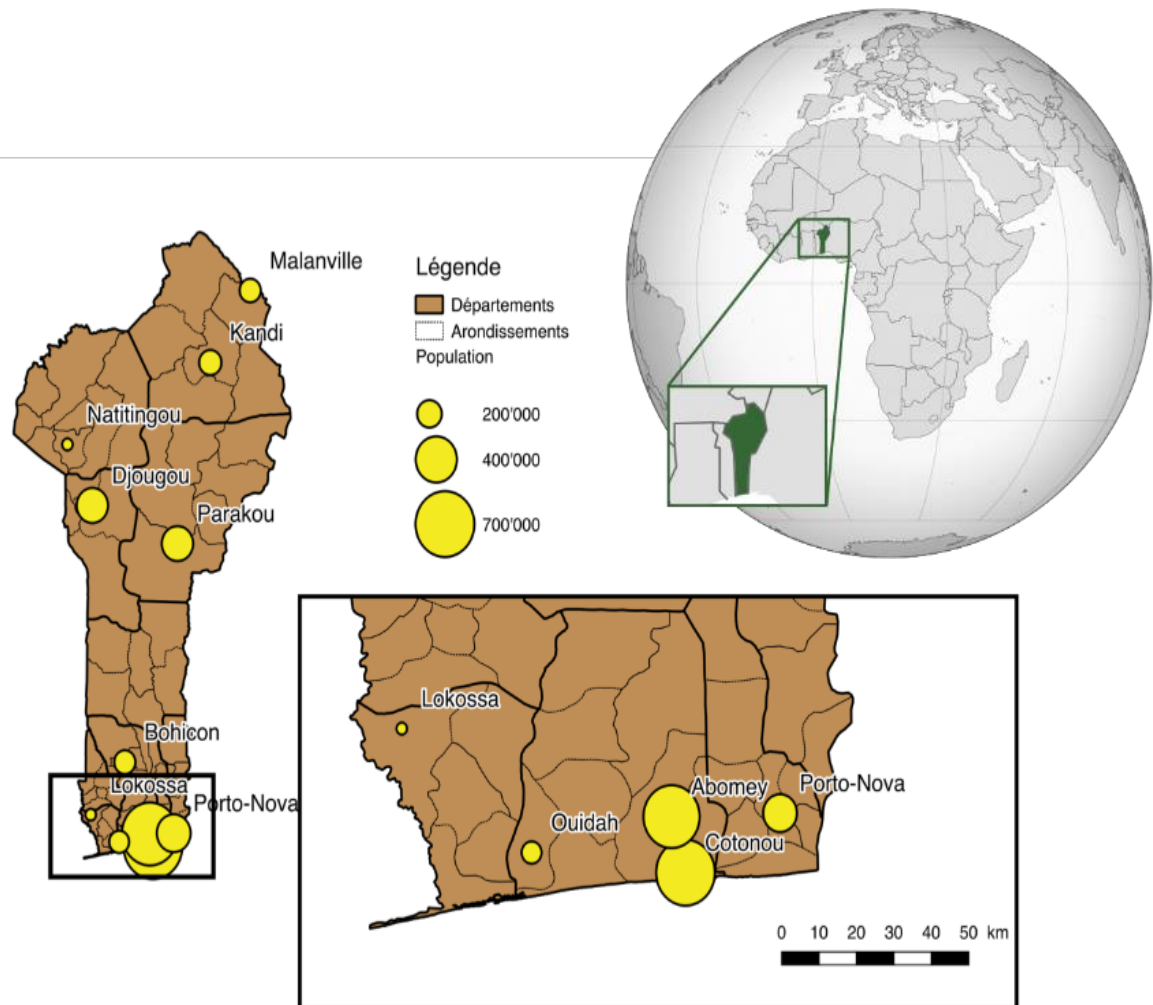 Malanville
Kandi
Natitingou
Djougou
Parakou
Bohicon
Lokossa
Porto-Nova
Légende
Départements
Arondissements
Population
200'000
400'000
700'000
Lokossa
Abomey
Porto-Nova
Ouidah
Cotonou
0 10 20 30 40 50 km